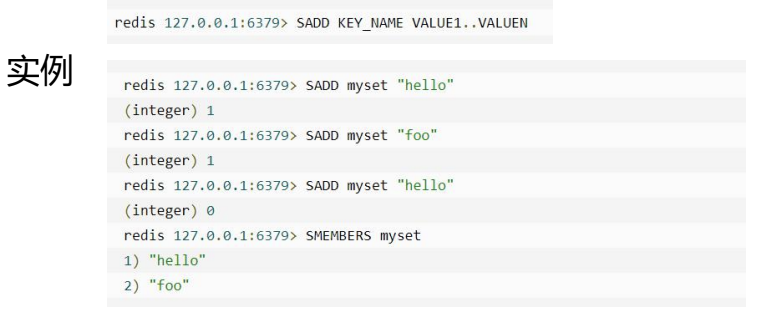 redis 127.0.0.1:6379> SADD KEY_NAME VALUE1..VALUEN
实例
redis 127.0.0.1:6379> SADD myset "hello"
(integer) 1
redis 127.0.0.1:6379> SADD myset "foo"
(integer) 1
redis 127.0.0.1:6379> SADD myset "hello"
(integer) 0
redis 127.0.0.1:6379> SMEMBERS myset
1) "hello"
2) "foo"